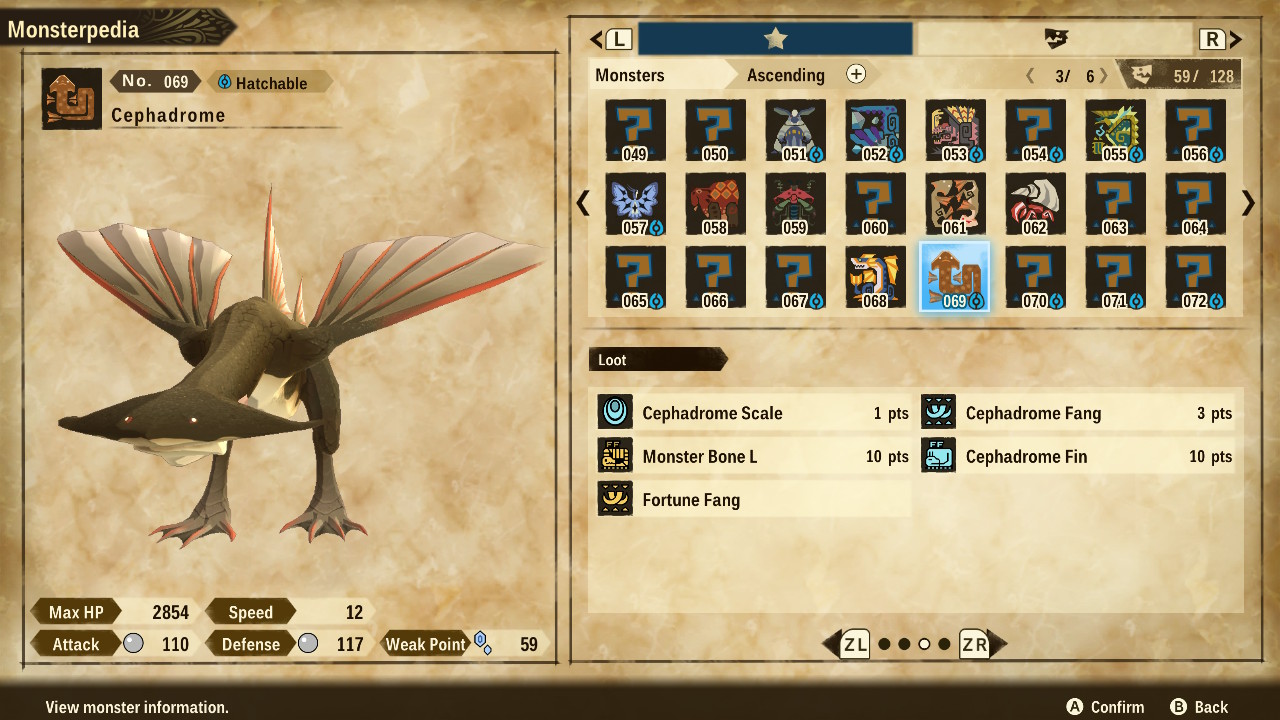 Monsterpedia
No. 069
Hatchable
Cephadrome
Max HP 2854
Speed 12
Attack 110
Defense 117
Weak Point 59
L
R
Monsters
Ascending
3/ 6
59/ 128
? 049 ? 050 051 052 053 ? 054 055 ? 056
057 058 059 ? 060 061 062 ? 063 ? 064
? 065 ? 066 ? 067 068 069 ? 070 ? 071 ? 072
Loot
Cephadrome Scale 1 pts
Cephadrome Fang 3 pts
Monster Bone L 10 pts
Cephadrome Fin 10 pts
Fortune Fang
ZL ZR
View monster information.
A Confirm B Back